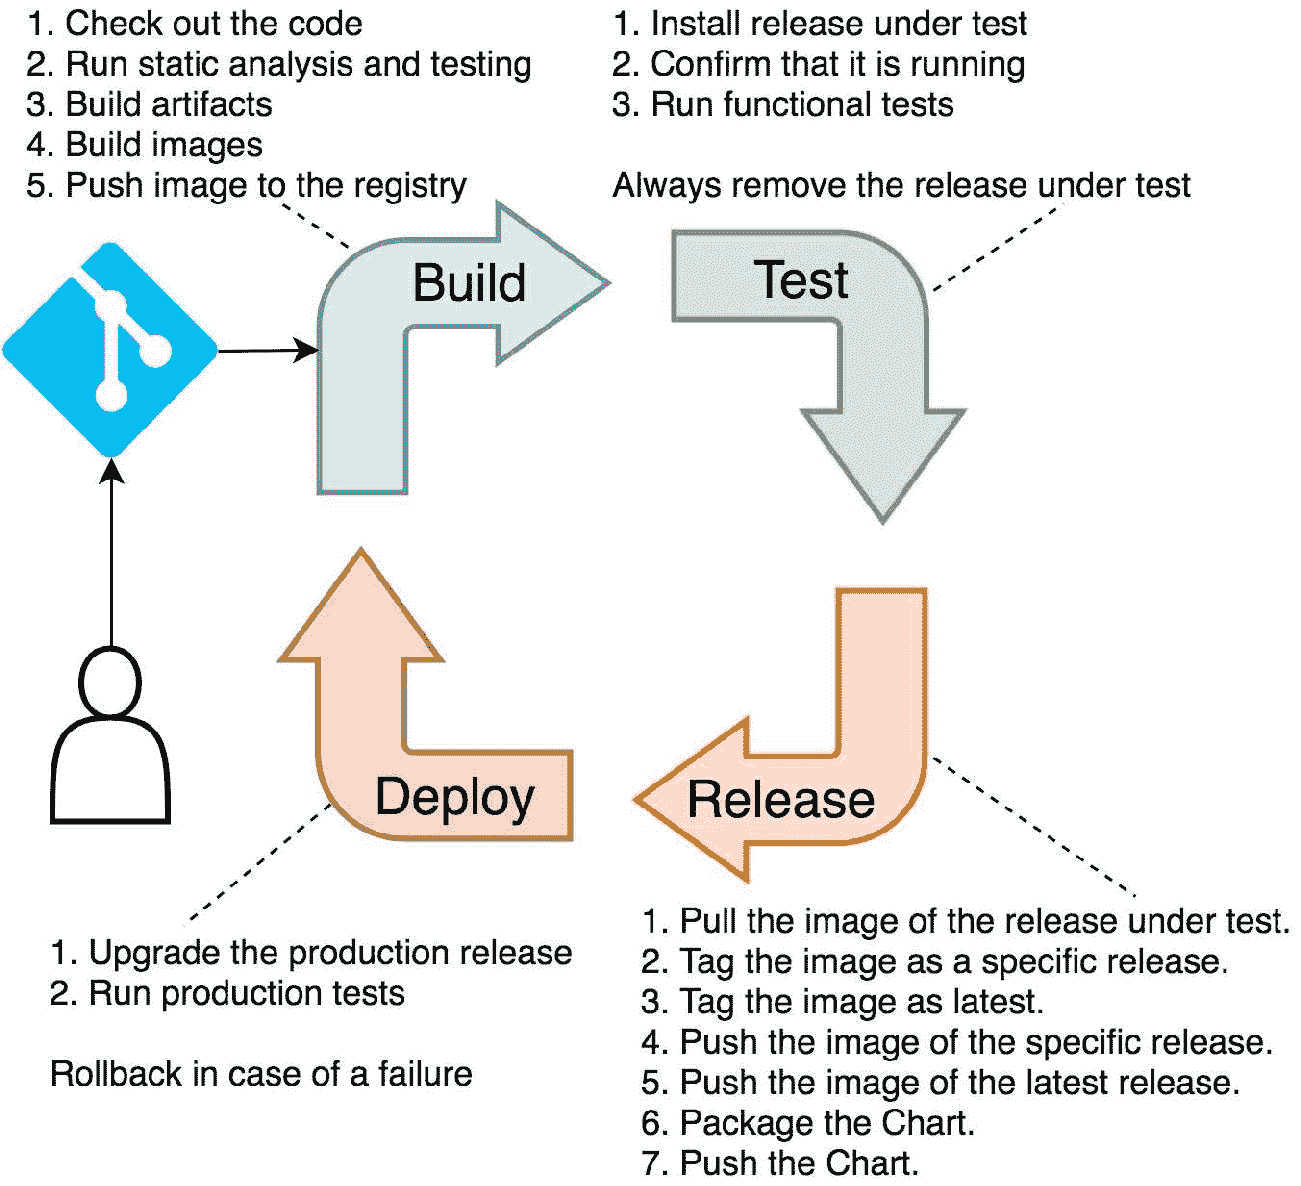 1. Check out the code
2. Run static analysis and testing
3. Build artifacts
4. Build images
5. Push image to the registry
1. Install release under test
2. Confirm that it is running
3. Run functional tests
Always remove the release under test
Build
Test
Deploy
Release
1. Upgrade the production release
2. Run production tests
Rollback in case of a failure
1. Pull the image of the release under test.
2. Tag the image as a specific release.
3. Tag the image as latest.
4. Push the image of the specific release.
5. Push the image of the latest release.
6. Package the Chart.
7. Push the Chart.